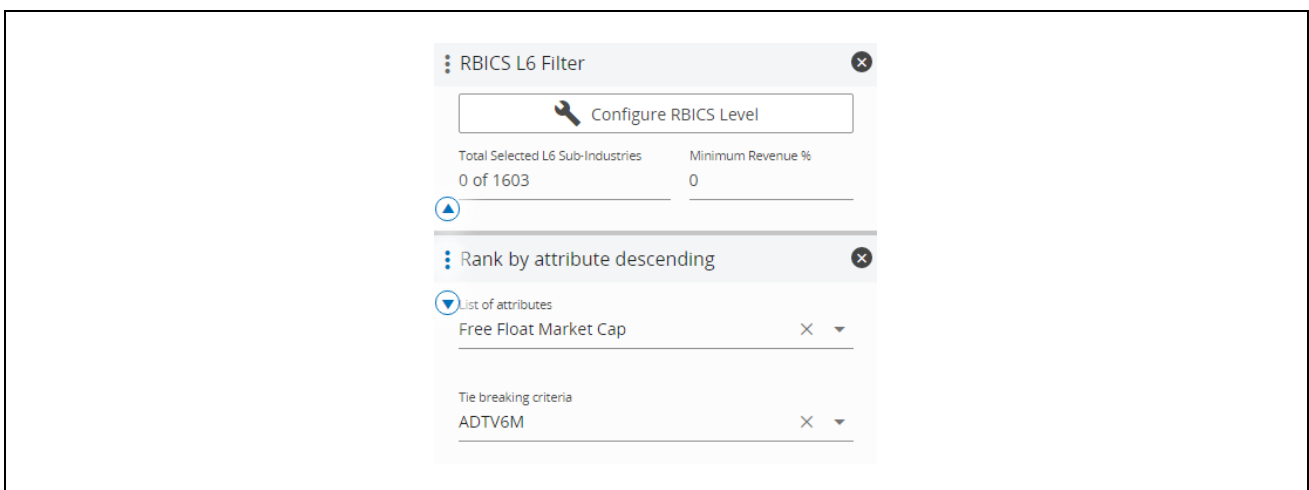 RBICS L6 Filter
Configure RBICS Level
Total Selected L6 Sub-Industries Minimum Revenue %
0 of 1603 0
Rank by attribute descending
List of attributes
Free Float Market Cap
Tie breaking criteria
ADTV6M